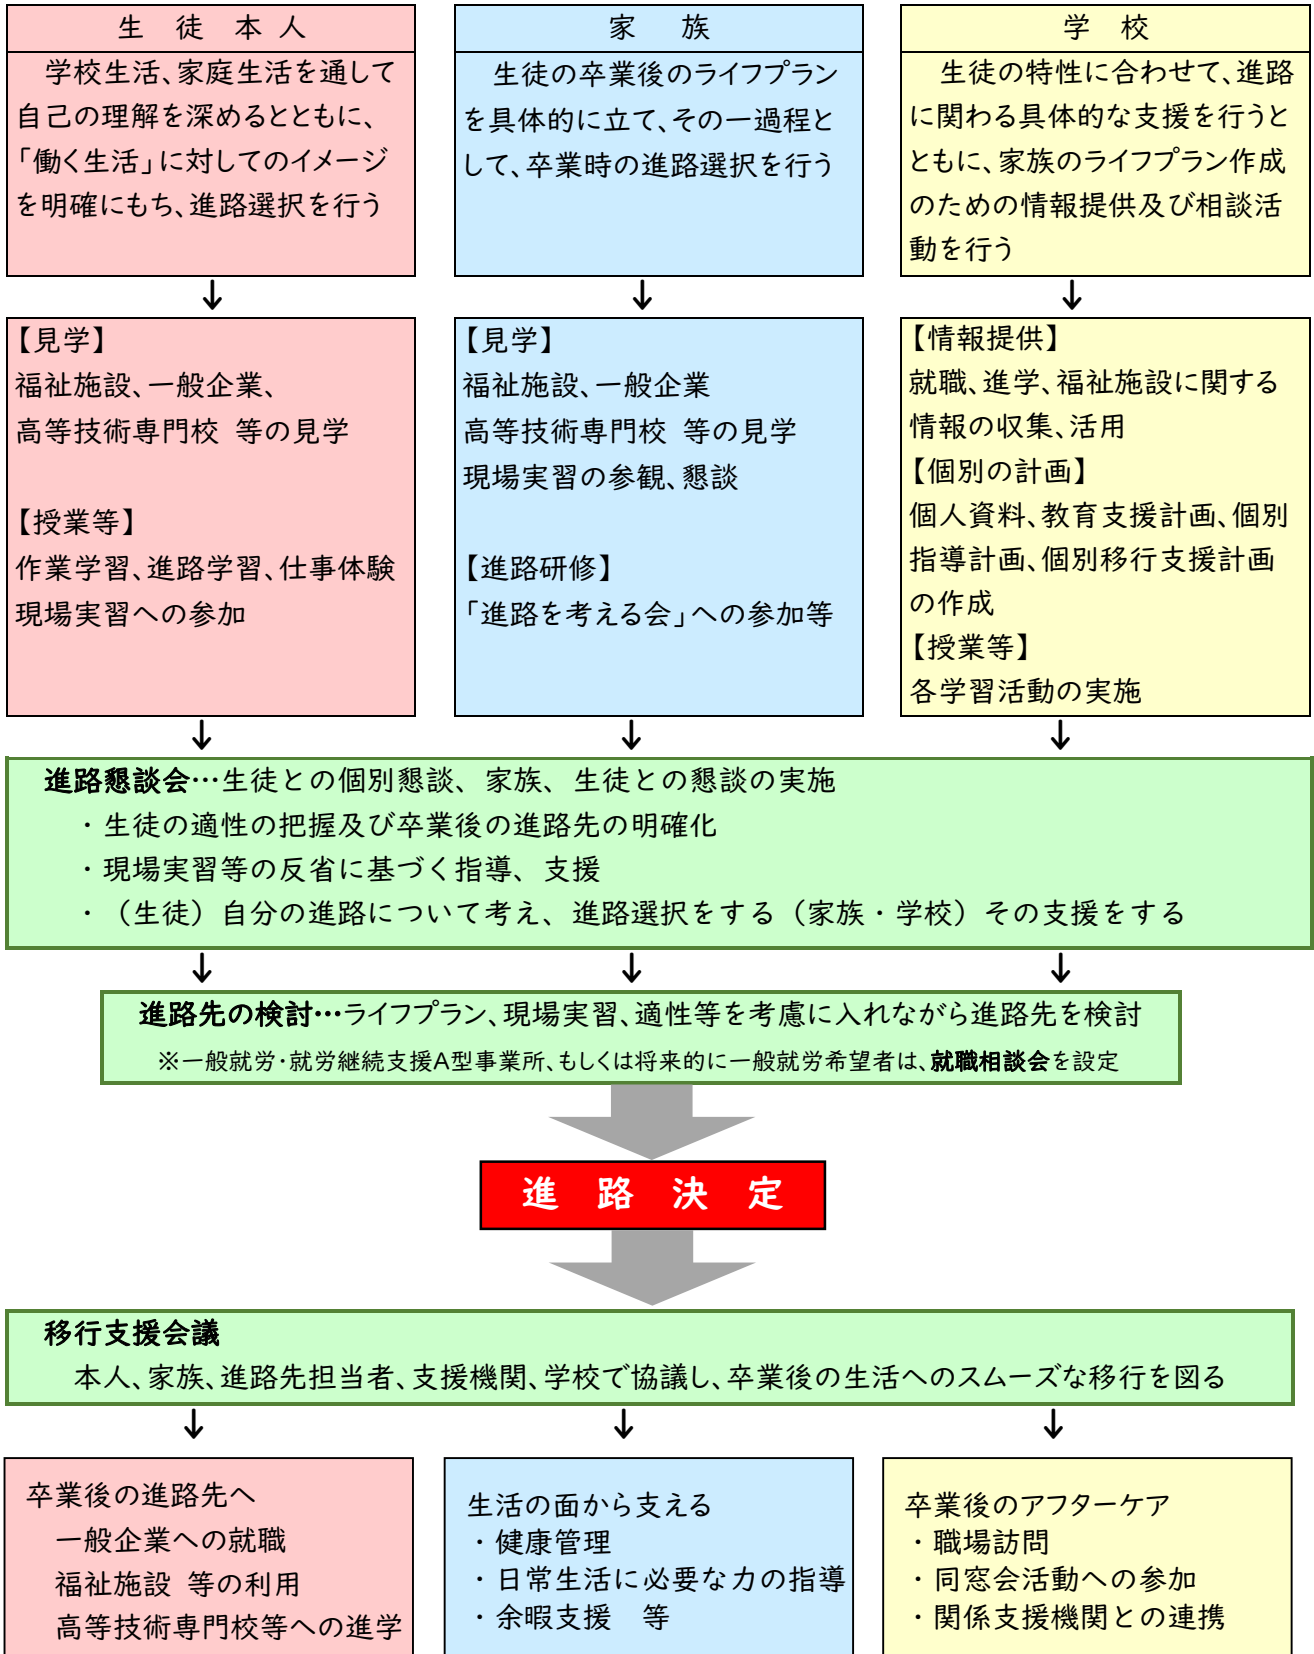 生徒本人
学校生活、家庭生活を通して
自己の理解を深めるとともに、
「働く生活」に対してのイメージ
を明確にもち、進路選択を行う
家族
生徒の卒業後のライフプラン
を具体的に立て、その一過程と
して、卒業時の進路選択を行う
学校
生徒の特性に合わせて、進路
に関わる具体的な支援を行うと
ともに、家族のライフプラン作成
のための情報提供及び相談活
動を行う
↓ ↓ ↓
【見学】
福祉施設、一般企業、
高等技術専門校 等の見学
【授業等】
作業学習、進路学習、仕事体験
現場実習への参加
【見学】
福祉施設、一般企業
高等技術専門校 等の見学
現場実習の参観、懇談
【進路研修】
「進路を考える会」への参加等
【情報提供】
就職、進学、福祉施設に関する
情報の収集、活用
【個別の計画】
個人資料、教育支援計画、個別
指導計画、個別移行支援計画
の作成
【授業等】
各学習活動の実施
↓ ↓ ↓
進路懇談会…生徒との個別懇談、家族、生徒との懇談の実施
・生徒の適性の把握及び卒業後の進路先の明確化
・現場実習等の反省に基づく指導、支援
・（生徒）自分の進路について考え、進路選択をする（家族・学校）その支援をする
↓ ↓ ↓
進路先の検討…ライフプラン、現場実習、適性等を考慮に入れながら進路先を検討
※一般就労・就労継続支援A型事業所、もしくは将来的に一般就労希望者は、就職相談会を設定
進路決定
移行支援会議
本人、家族、進路先担当者、支援機関、学校で協議し、卒業後の生活へのスムーズな移行を図る
↓ ↓ ↓
卒業後の進路先へ
一般企業への就職
福祉施設 等の利用
高等技術専門校等への進学
生活の面から支える
・健康管理
・日常生活に必要な力の指導
・余暇支援 等
卒業後のアフターケア
・職場訪問
・同窓会活動への参加
・関係支援機関との連携